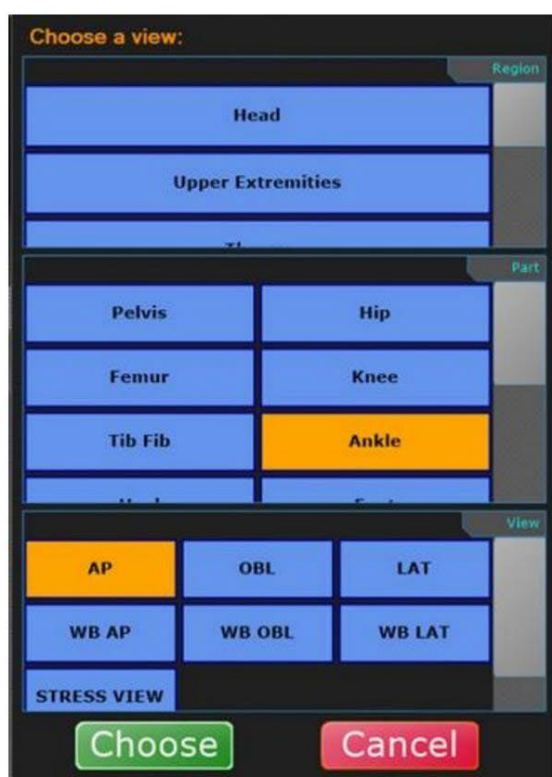 Choose a view:
Region
Head
Upper Extremities
Part
Pelvis Hip
Femur Knee
Tib Fib Ankle
View
AP OBL LAT
WB AP WB OBL WB LAT
STRESS VIEW
Choose Cancel